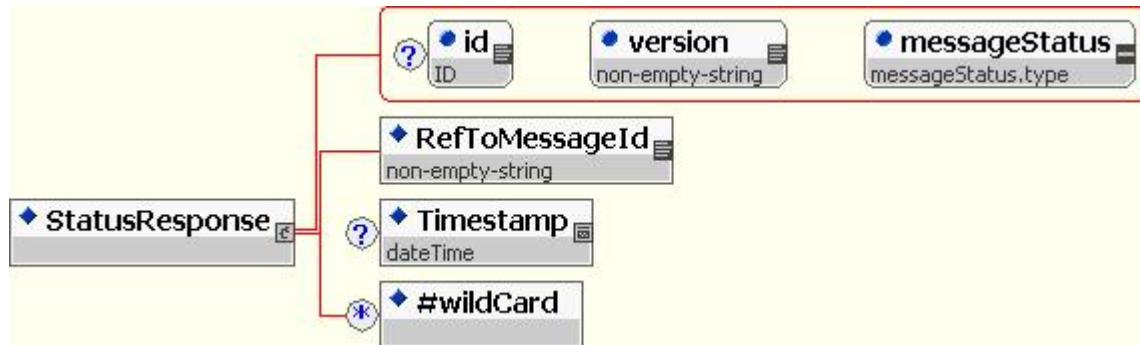 ? id version messageStatus
ID non-empty-string messageStatus.type
RefToMessageId
non-empty-string
StatusResponse
? Timestamp
dateTime
* #wildCard